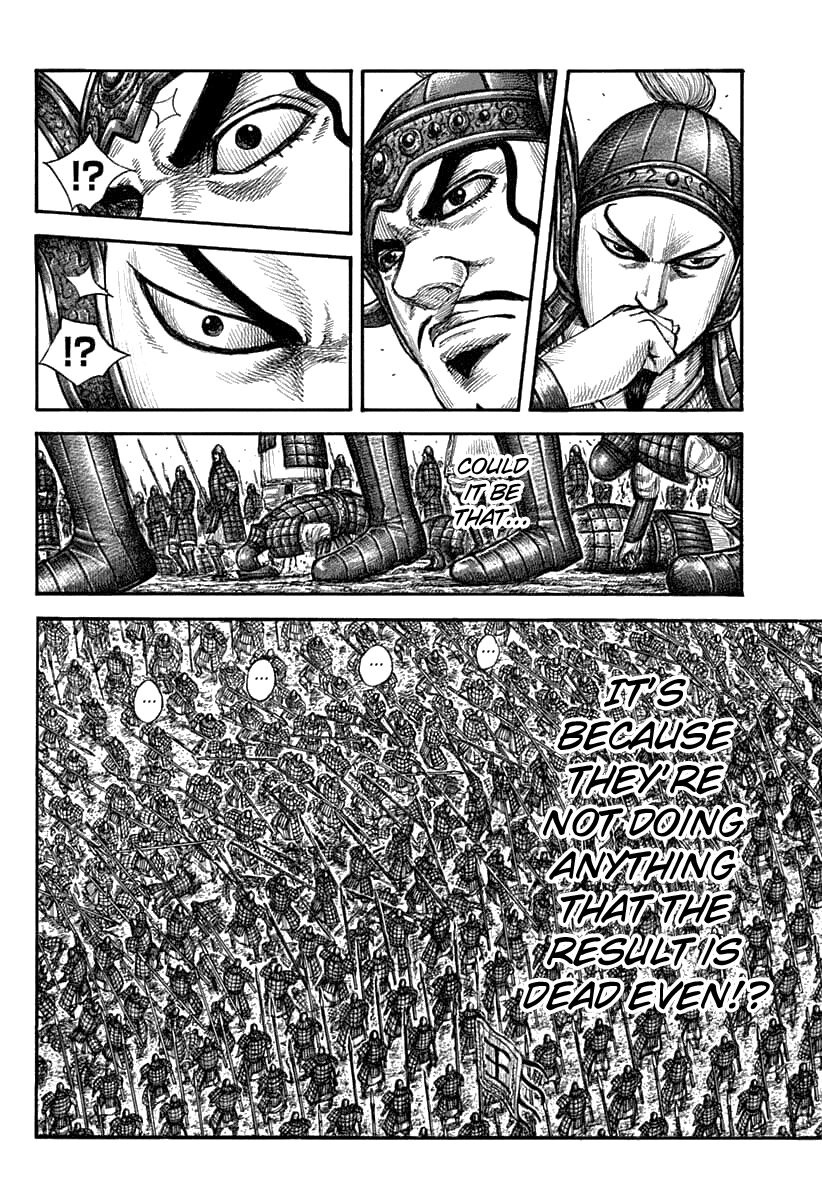 !?
!?
COULD
IT BE
THAT...
...
...
...
...
IT'S
BECAUSE
THEY'RE
NOT DOING
ANYTHING
THAT THE
RESULT IS
DEAD EVEN!?